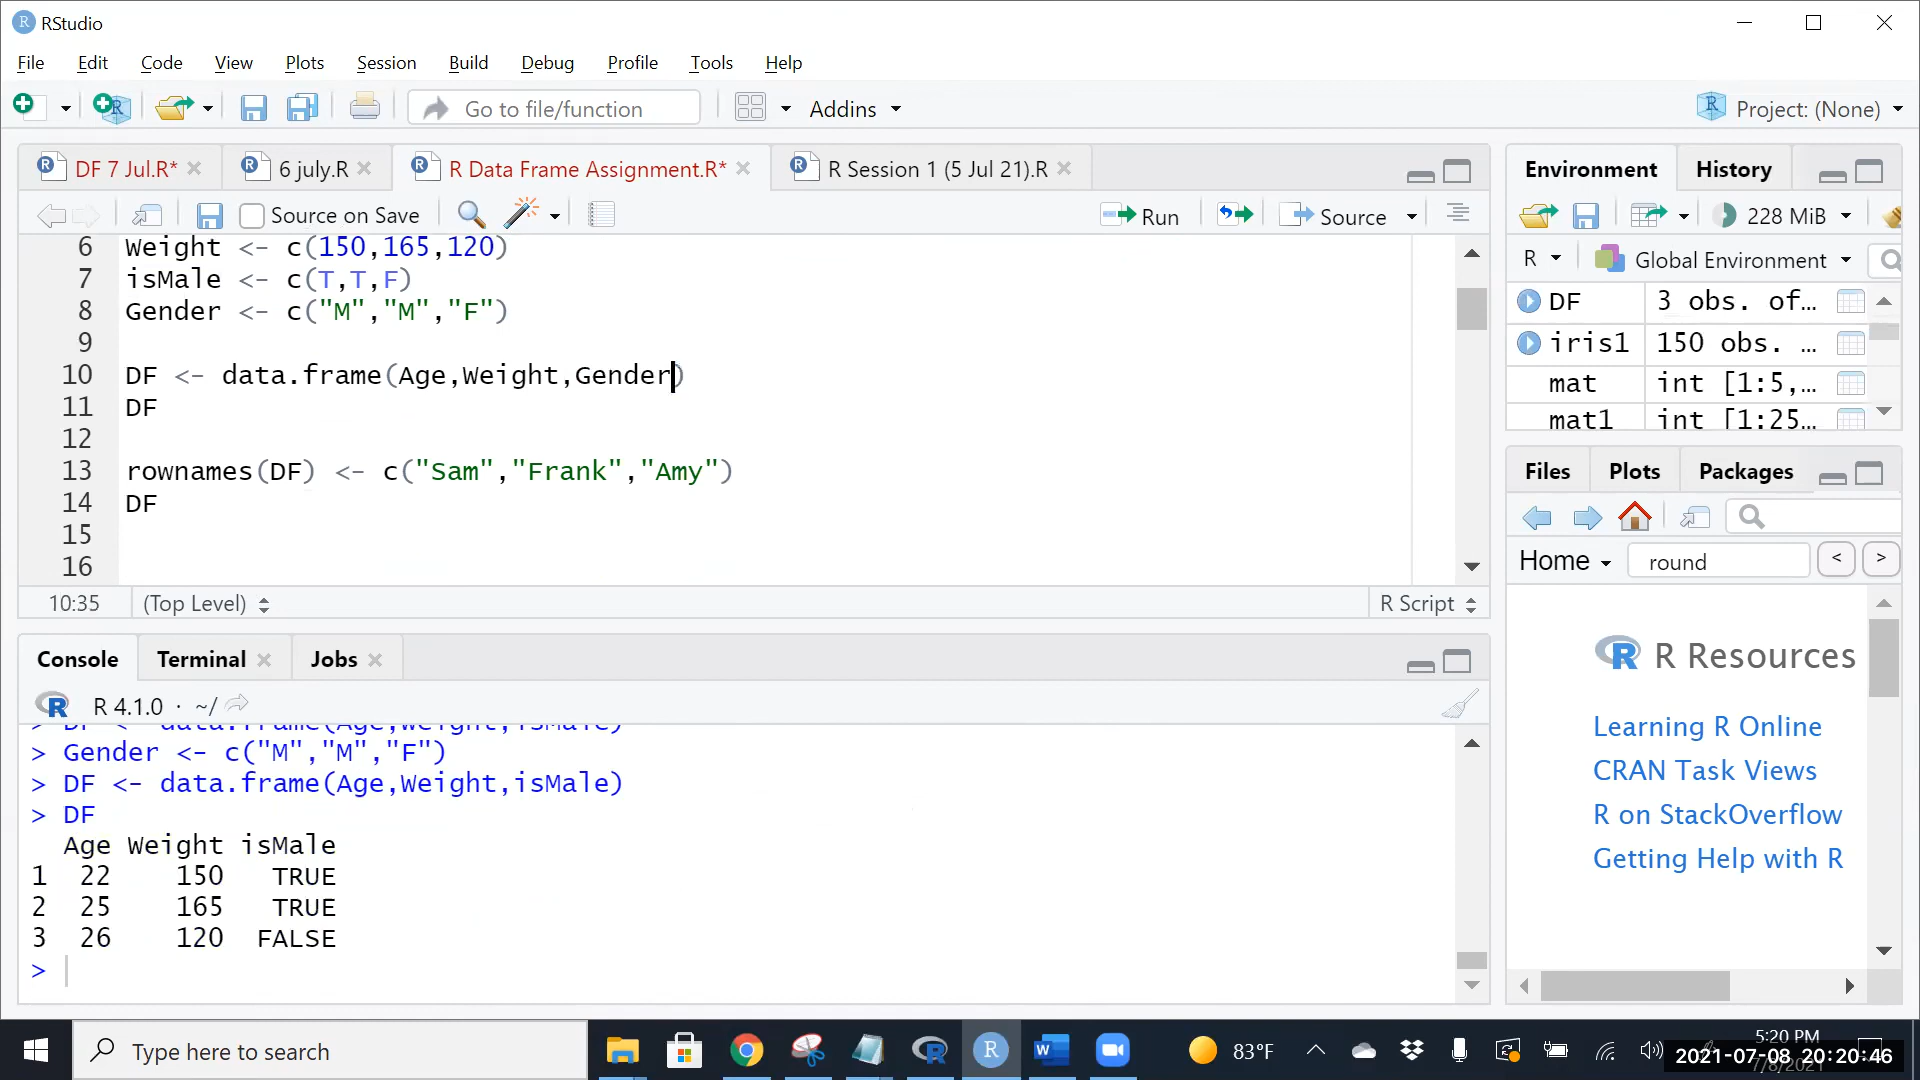 RStudio
File Edit Code View Plots Session Build Debug Profile Tools Help
Go to file/function Addins Project: (None)
DF 7 Jul.R* 6 july.R R Data Frame Assignment.R* R Session 1 (5 Jul 21).R
Source on Save Run Source
6 Weight <- c(150,165,120)
7 isMale <- c(T,T,F)
8 Gender <- c("M","M","F")
9
10 DF <- data.frame(Age,Weight,Gender)
11 DF
12
13 rownames(DF) <- c("Sam","Frank","Amy")
14 DF
15
16
10:35 (Top Level) R Script
Console Terminal Jobs
R 4.1.0 · ~/
> DF <- data.frame(Age,Weight,isMale)
> Gender <- c("M","M","F")
> DF <- data.frame(Age,Weight,isMale)
> DF
Age Weight isMale
1 22 150 TRUE
2 25 165 TRUE
3 26 120 FALSE
>
Environment History
228 MiB
R Global Environment
DF 3 obs. of…
iris1 150 obs. …
mat int [1:5,…
mat1 int [1:25…
Files Plots Packages
Home round < >
R Resources
Learning R Online
CRAN Task Views
R on StackOverflow
Getting Help with R
Type here to search
83°F
5:20 PM
2021-07-08 20:20:46